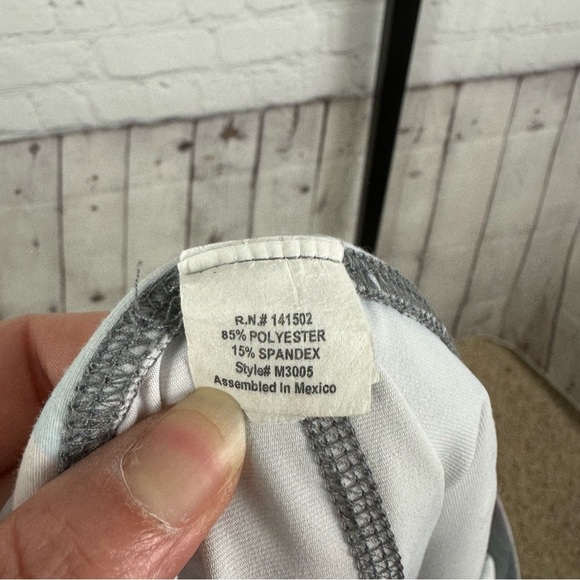 R.N.# 141502
85% POLYESTER
15% SPANDEX
Style# M3005
Assembled In Mexico